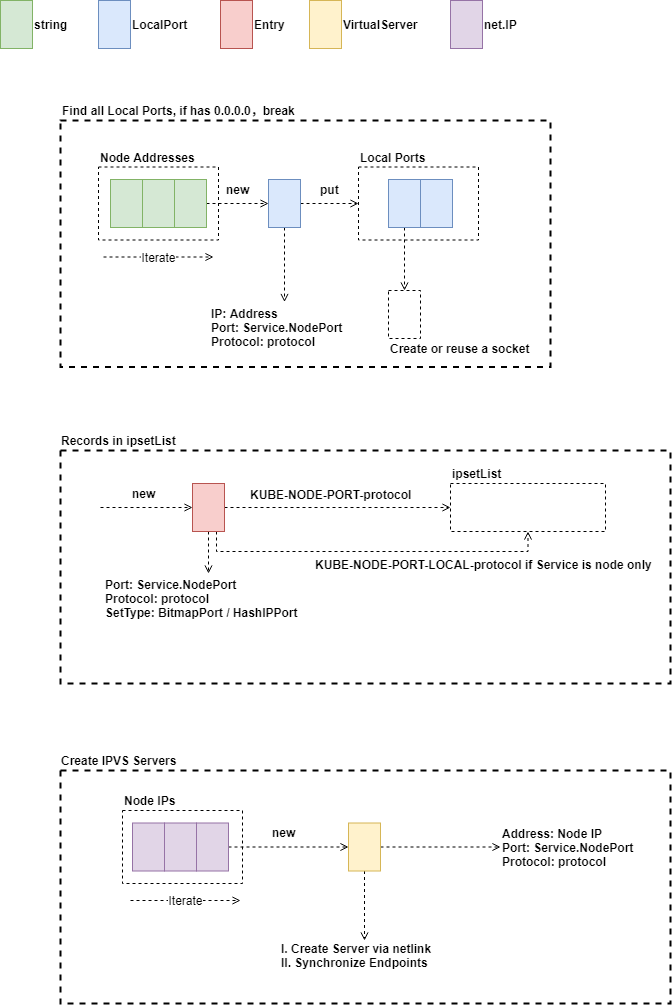 string
LocalPort
Entry
VirtualServer
net.IP
Find all Local Ports, if has 0.0.0.0，break
Node Addresses
Local Ports
new
put
Iterate
IP: Address
Port: Service.NodePort
Protocol: protocol
Create or reuse a socket
Records in ipsetList
ipsetList
new
KUBE-NODE-PORT-protocol
KUBE-NODE-PORT-LOCAL-protocol if Service is node only
Port: Service.NodePort
Protocol: protocol
SetType: BitmapPort / HashIPPort
Create IPVS Servers
Node IPs
new
Address: Node IP
Port: Service.NodePort
Protocol: protocol
Iterate
I. Create Server via netlink
II. Synchronize Endpoints